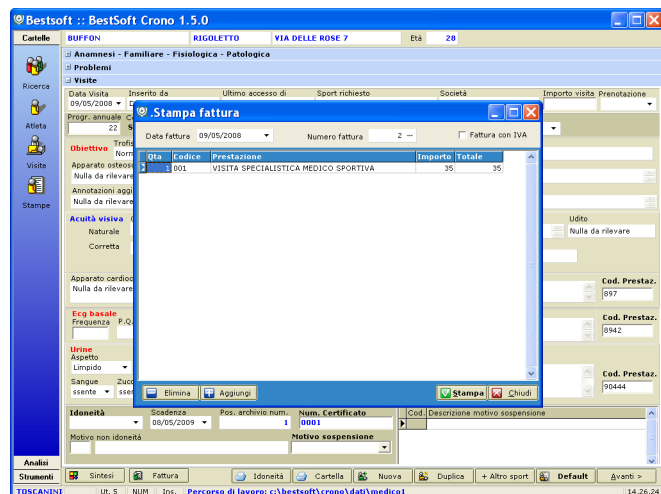 Bestsoft :: BestSoft Crono 1.5.0
Cartelle BUFFON RIGOLETTO VIA DELLE ROSE 7 Età 28
Anamnesi - Familiare - Fisiologica - Patologica
Problemi
Visite
Ricerca
Data Visita Inserito da Ultimo accesso di Sport richiesto Società Importo visita Prenotazione
09/05/2008
Progr. annuale
22
.Stampa fattura
Data fattura 09/05/2008 Numero fattura 2 Fattura con IVA
Qta Codice Prestazione Importo Totale
1 001 VISITA SPECIALISTICA MEDICO SPORTIVA 35 35
Elimina Aggiungi Stampa Chiudi
Atleta
Visita
Stampe
Obiettivo
Apparato osteos
Nulla da rilevare
Annotazioni aggi
Nulla da rilevare
Acuità visiva Udito
Naturale Nulla da rilevare
Corretta
Apparato cardioc Cod. Prestaz.
Nulla da rilevare 897
Ecg basale Cod. Prestaz.
Frequenza P.Q. 8942
Urine
Aspetto
Limpido Cod. Prestaz.
Sangue Zucc
ssente sser 90444
Idoneità Scadenza Pos. archivio num. Num. Certificato Cod. Descrizione motivo sospensione
08/05/2009 1 0001
Motivo non idoneità Motivo sospensione
Analisi
Strumenti Sintesi Fattura Idoneità Cartella Nuova Duplica + Altro sport Default Avanti >
TOSCANINI Ut. 5 NUM Ins. Percorso di lavoro: c:\bestsoft\crono\dati\medico1 14.26.24